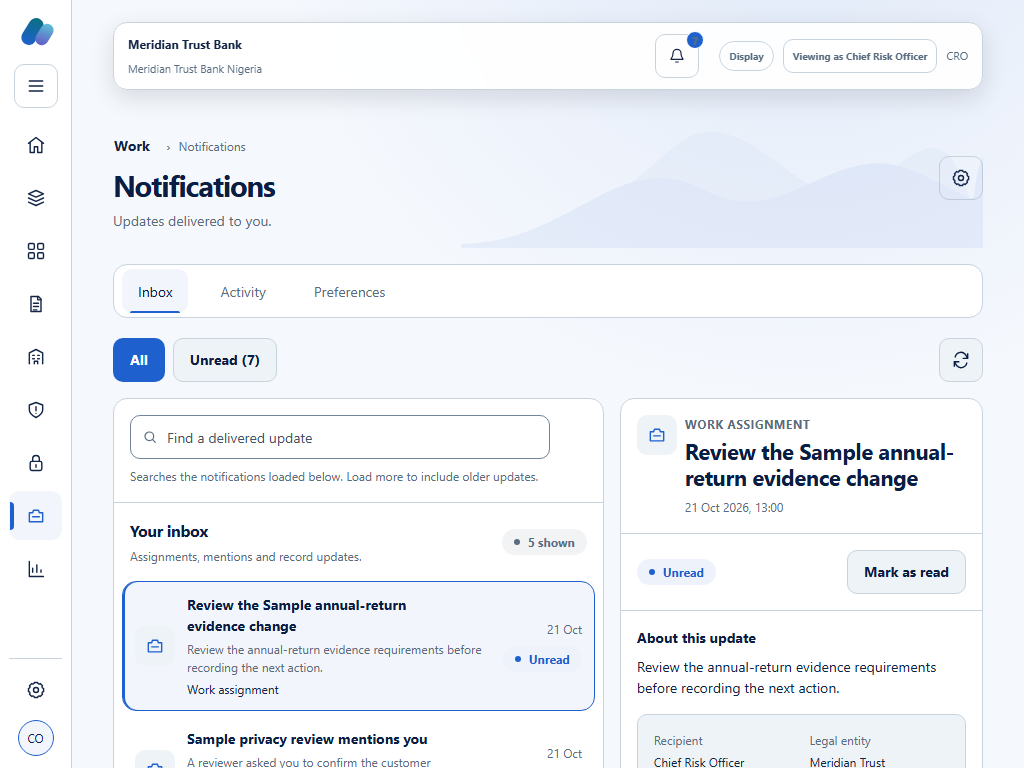 Meridian Trust Bank
Meridian Trust Bank Nigeria
7
Display
Viewing as Chief Risk Officer
CRO
Work › Notifications
Notifications
Updates delivered to you.
Inbox
Activity
Preferences
All
Unread (7)
Find a delivered update
Searches the notifications loaded below. Load more to include older updates.
Your inbox
Assignments, mentions and record updates.
5 shown
Review the Sample annual-return
evidence change
Review the annual-return evidence requirements before
recording the next action.
Work assignment
21 Oct
Unread
Sample privacy review mentions you
A reviewer asked you to confirm the customer
21 Oct
WORK ASSIGNMENT
Review the Sample annual-
return evidence change
21 Oct 2026, 13:00
Unread
Mark as read
About this update
Review the annual-return evidence requirements
before recording the next action.
Recipient
Chief Risk Officer
Legal entity
Meridian Trust
CO